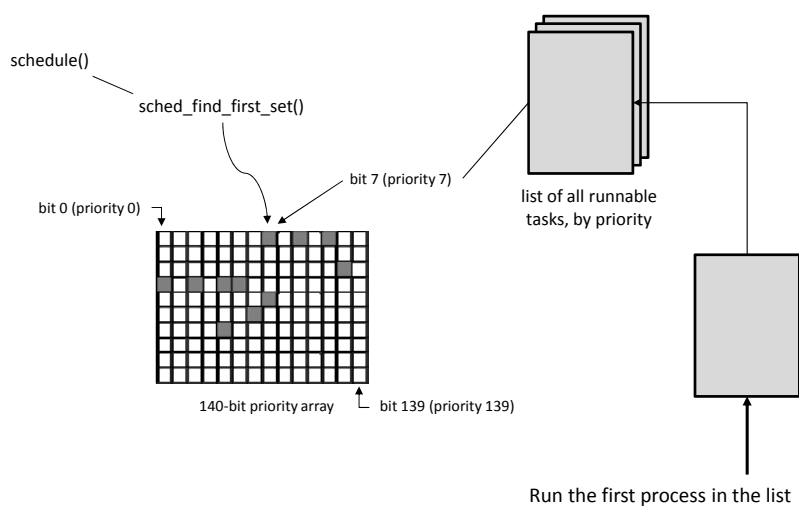 schedule()
sched_find_first_set()
bit 7 (priority 7)
bit 0 (priority 0)
list of all runnable
tasks, by priority
140-bit priority array
bit 139 (priority 139)
Run the first process in the list